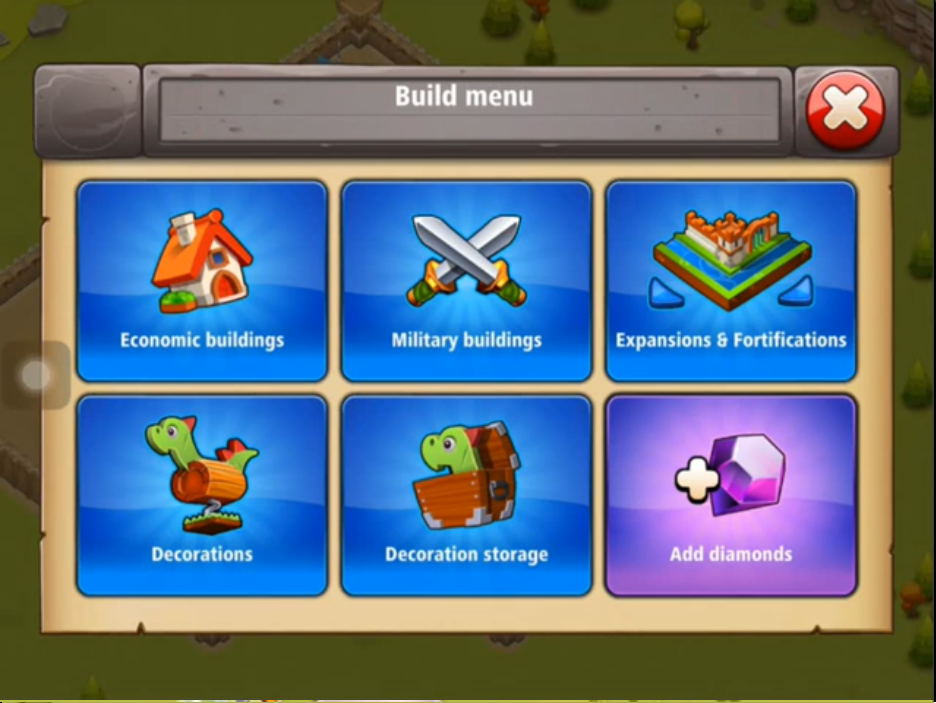 Build menu
Economic buildings
Military buildings
Expansions & Fortifications
Decorations
Decoration storage
Add diamonds